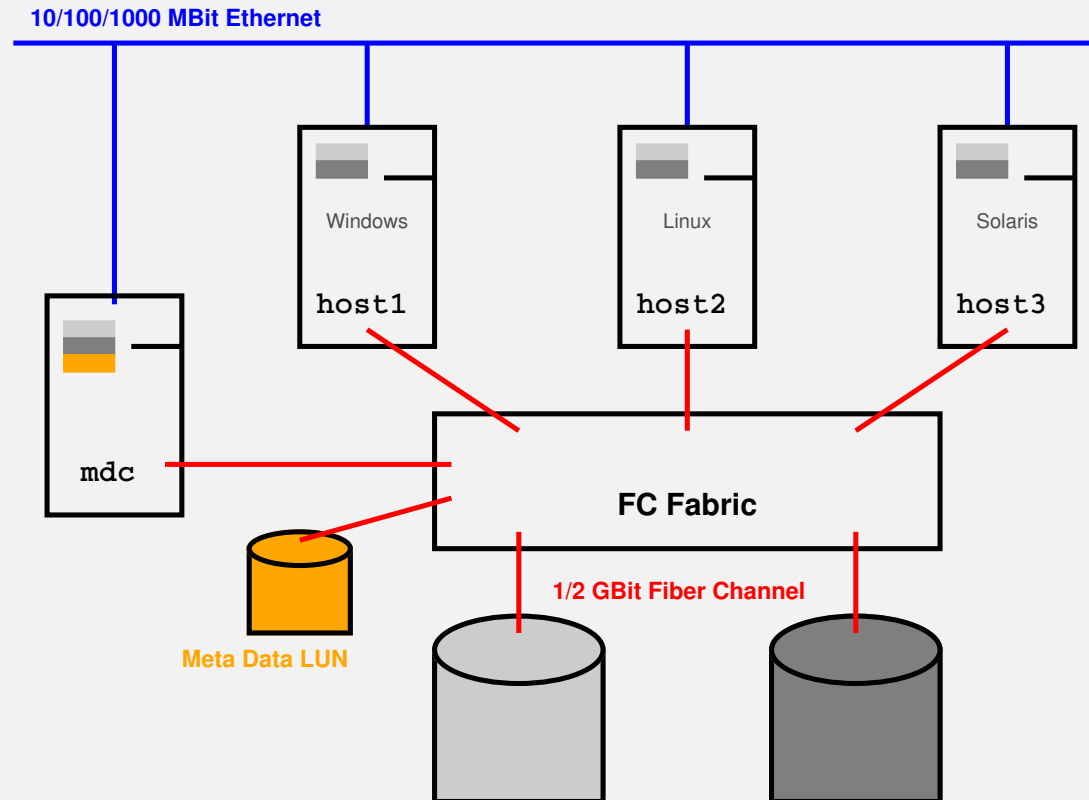 10/100/1000 MBit Ethernet
Windows
Linux
Solaris
host1
host2
host3
mdc
FC Fabric
1/2 GBit Fiber Channel
Meta Data LUN